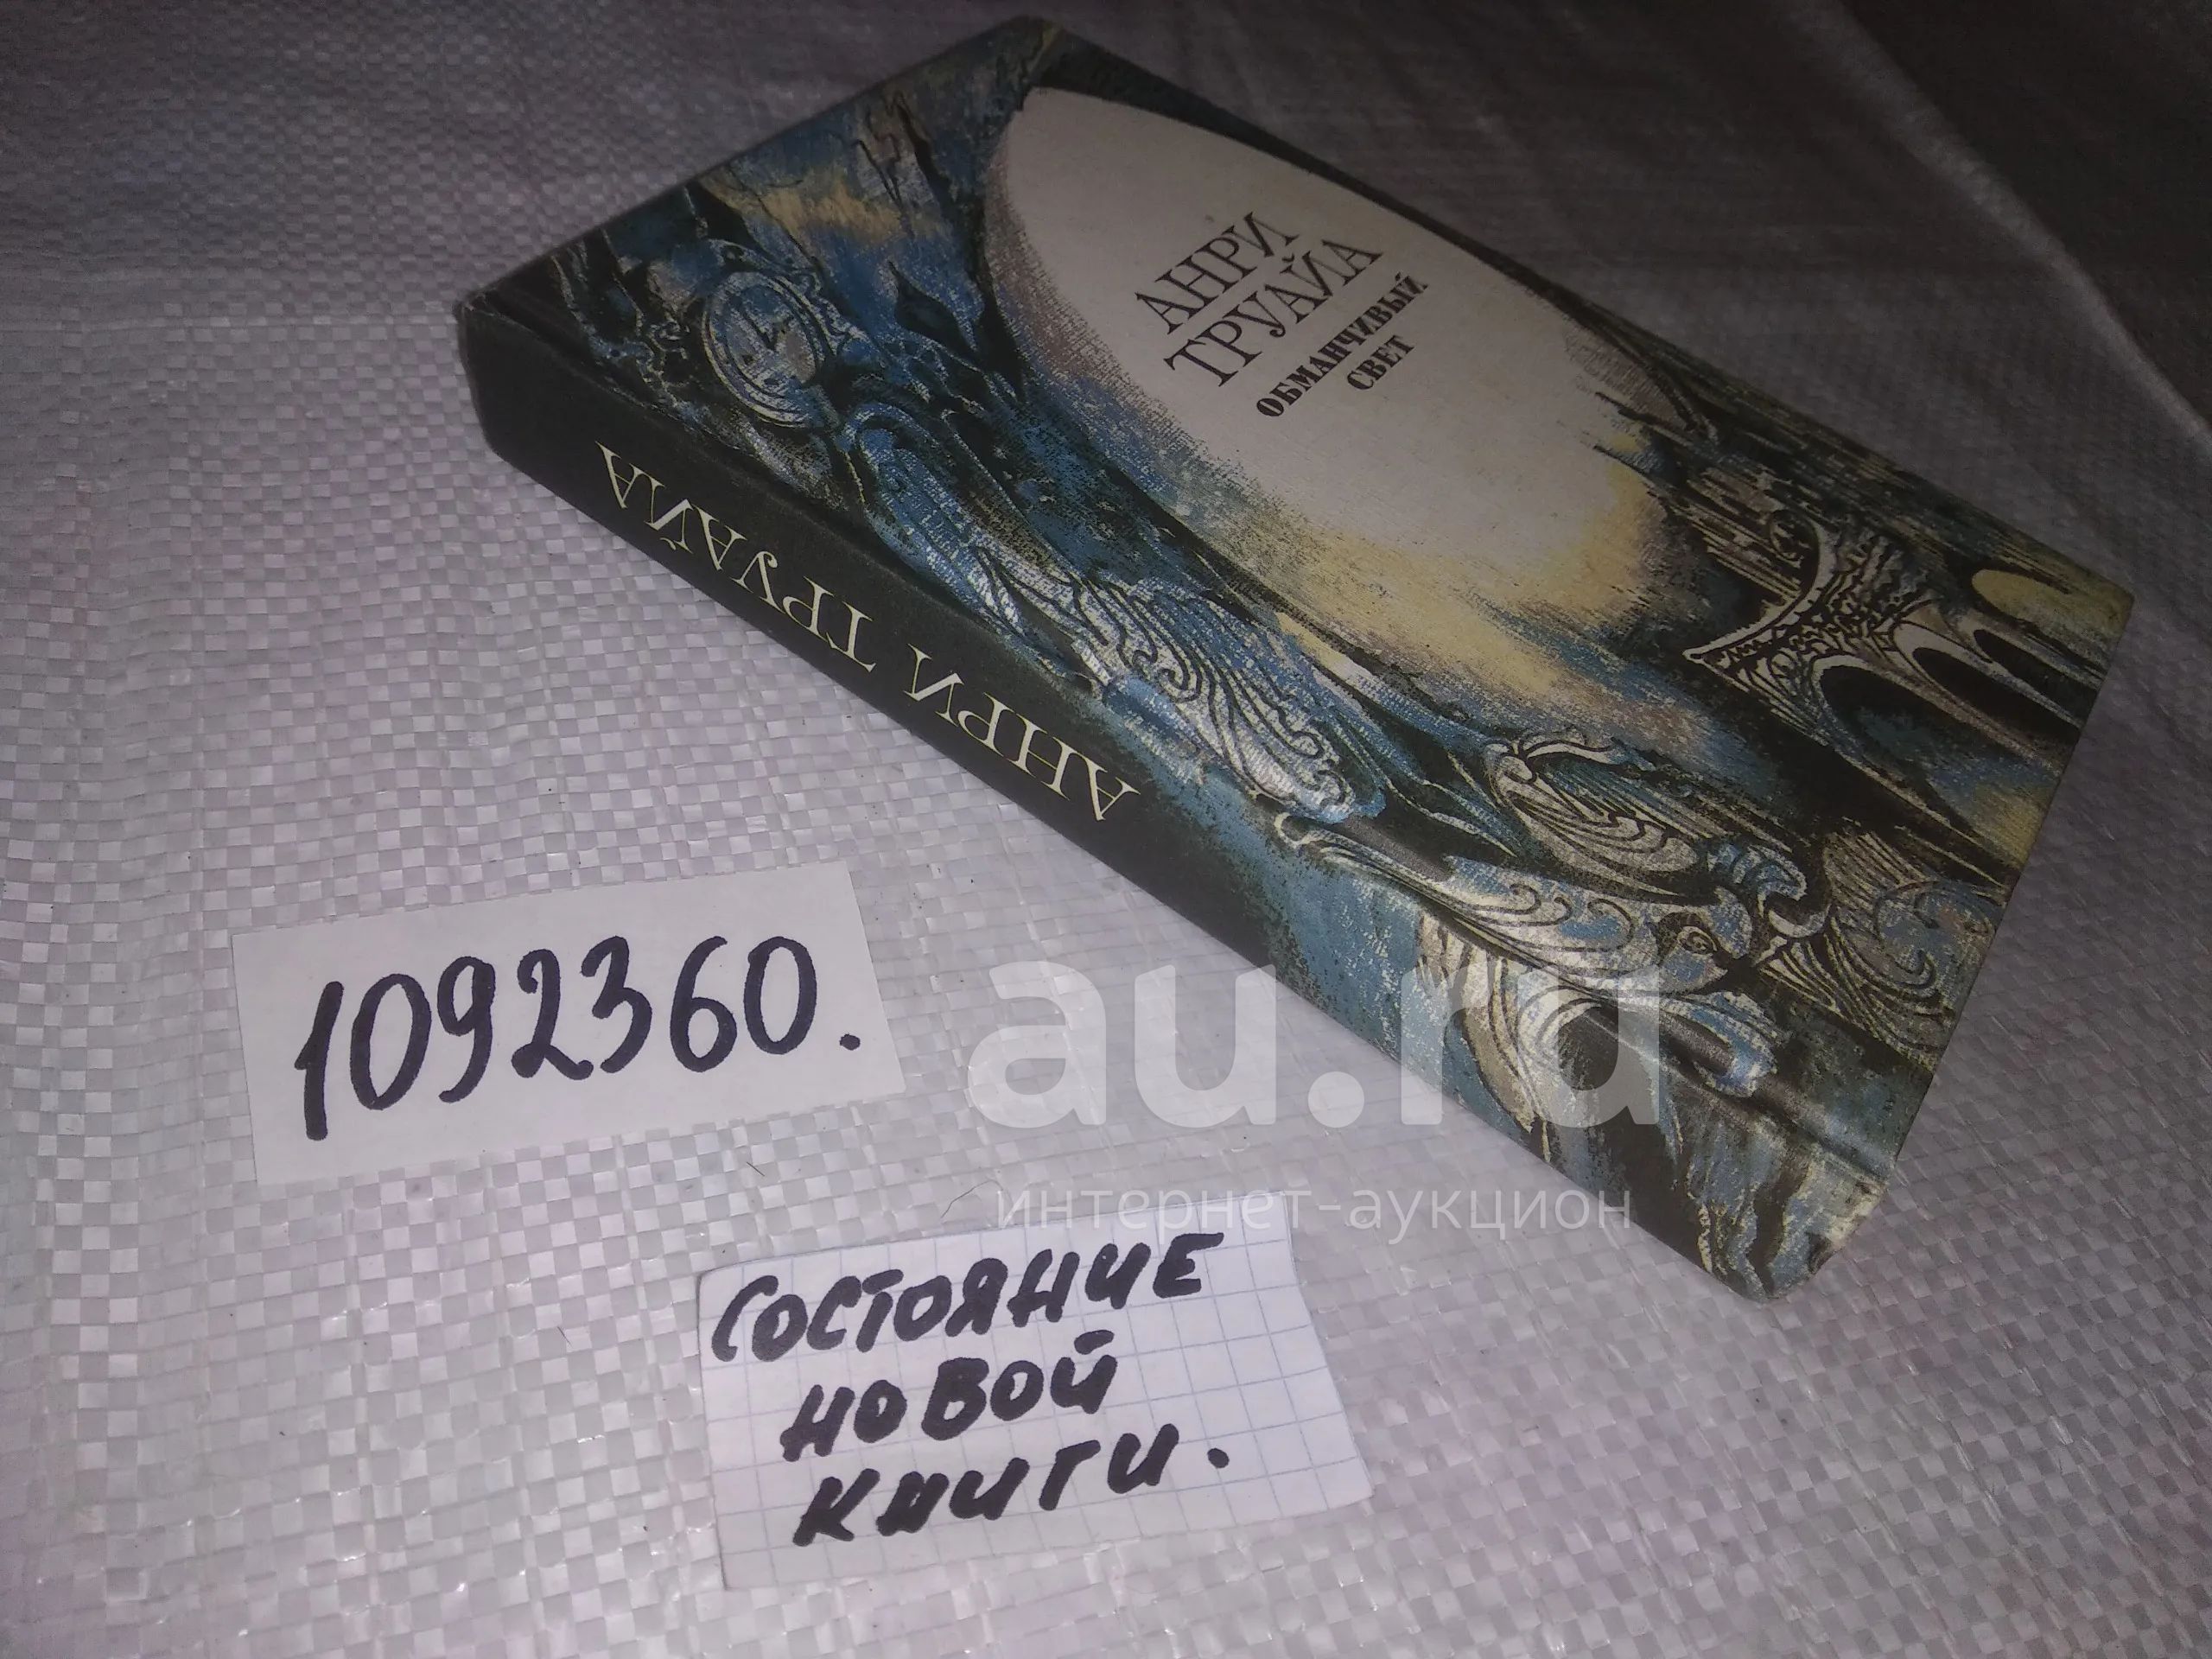 АНРИ
ТРУАЙА
ОБМАНЧИВЫЙ
СВЕТ
АНРИ ТРУАЙА
1092360.
au.ru
интернет-аукцион
СОСТОЯНИЕ
НОВОЙ
КНИГИ.